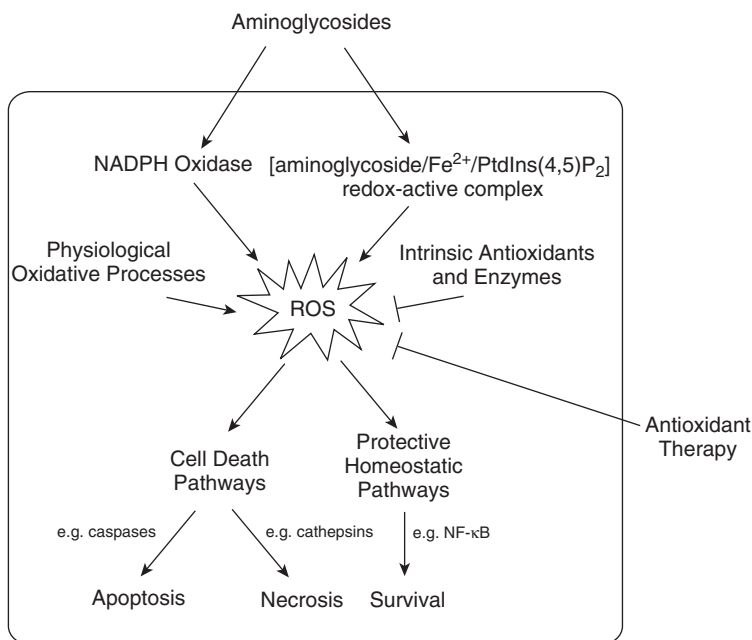 Aminoglycosides
NADPH Oxidase
[aminoglycoside/Fe²⁺/PtdIns(4,5)P₂]
redox-active complex
Physiological
Oxidative Processes
Intrinsic Antioxidants
and Enzymes
ROS
Antioxidant
Therapy
Cell Death
Pathways
Protective
Homeostatic
Pathways
e.g. caspases
e.g. cathepsins
e.g. NF-κB
Apoptosis
Necrosis
Survival